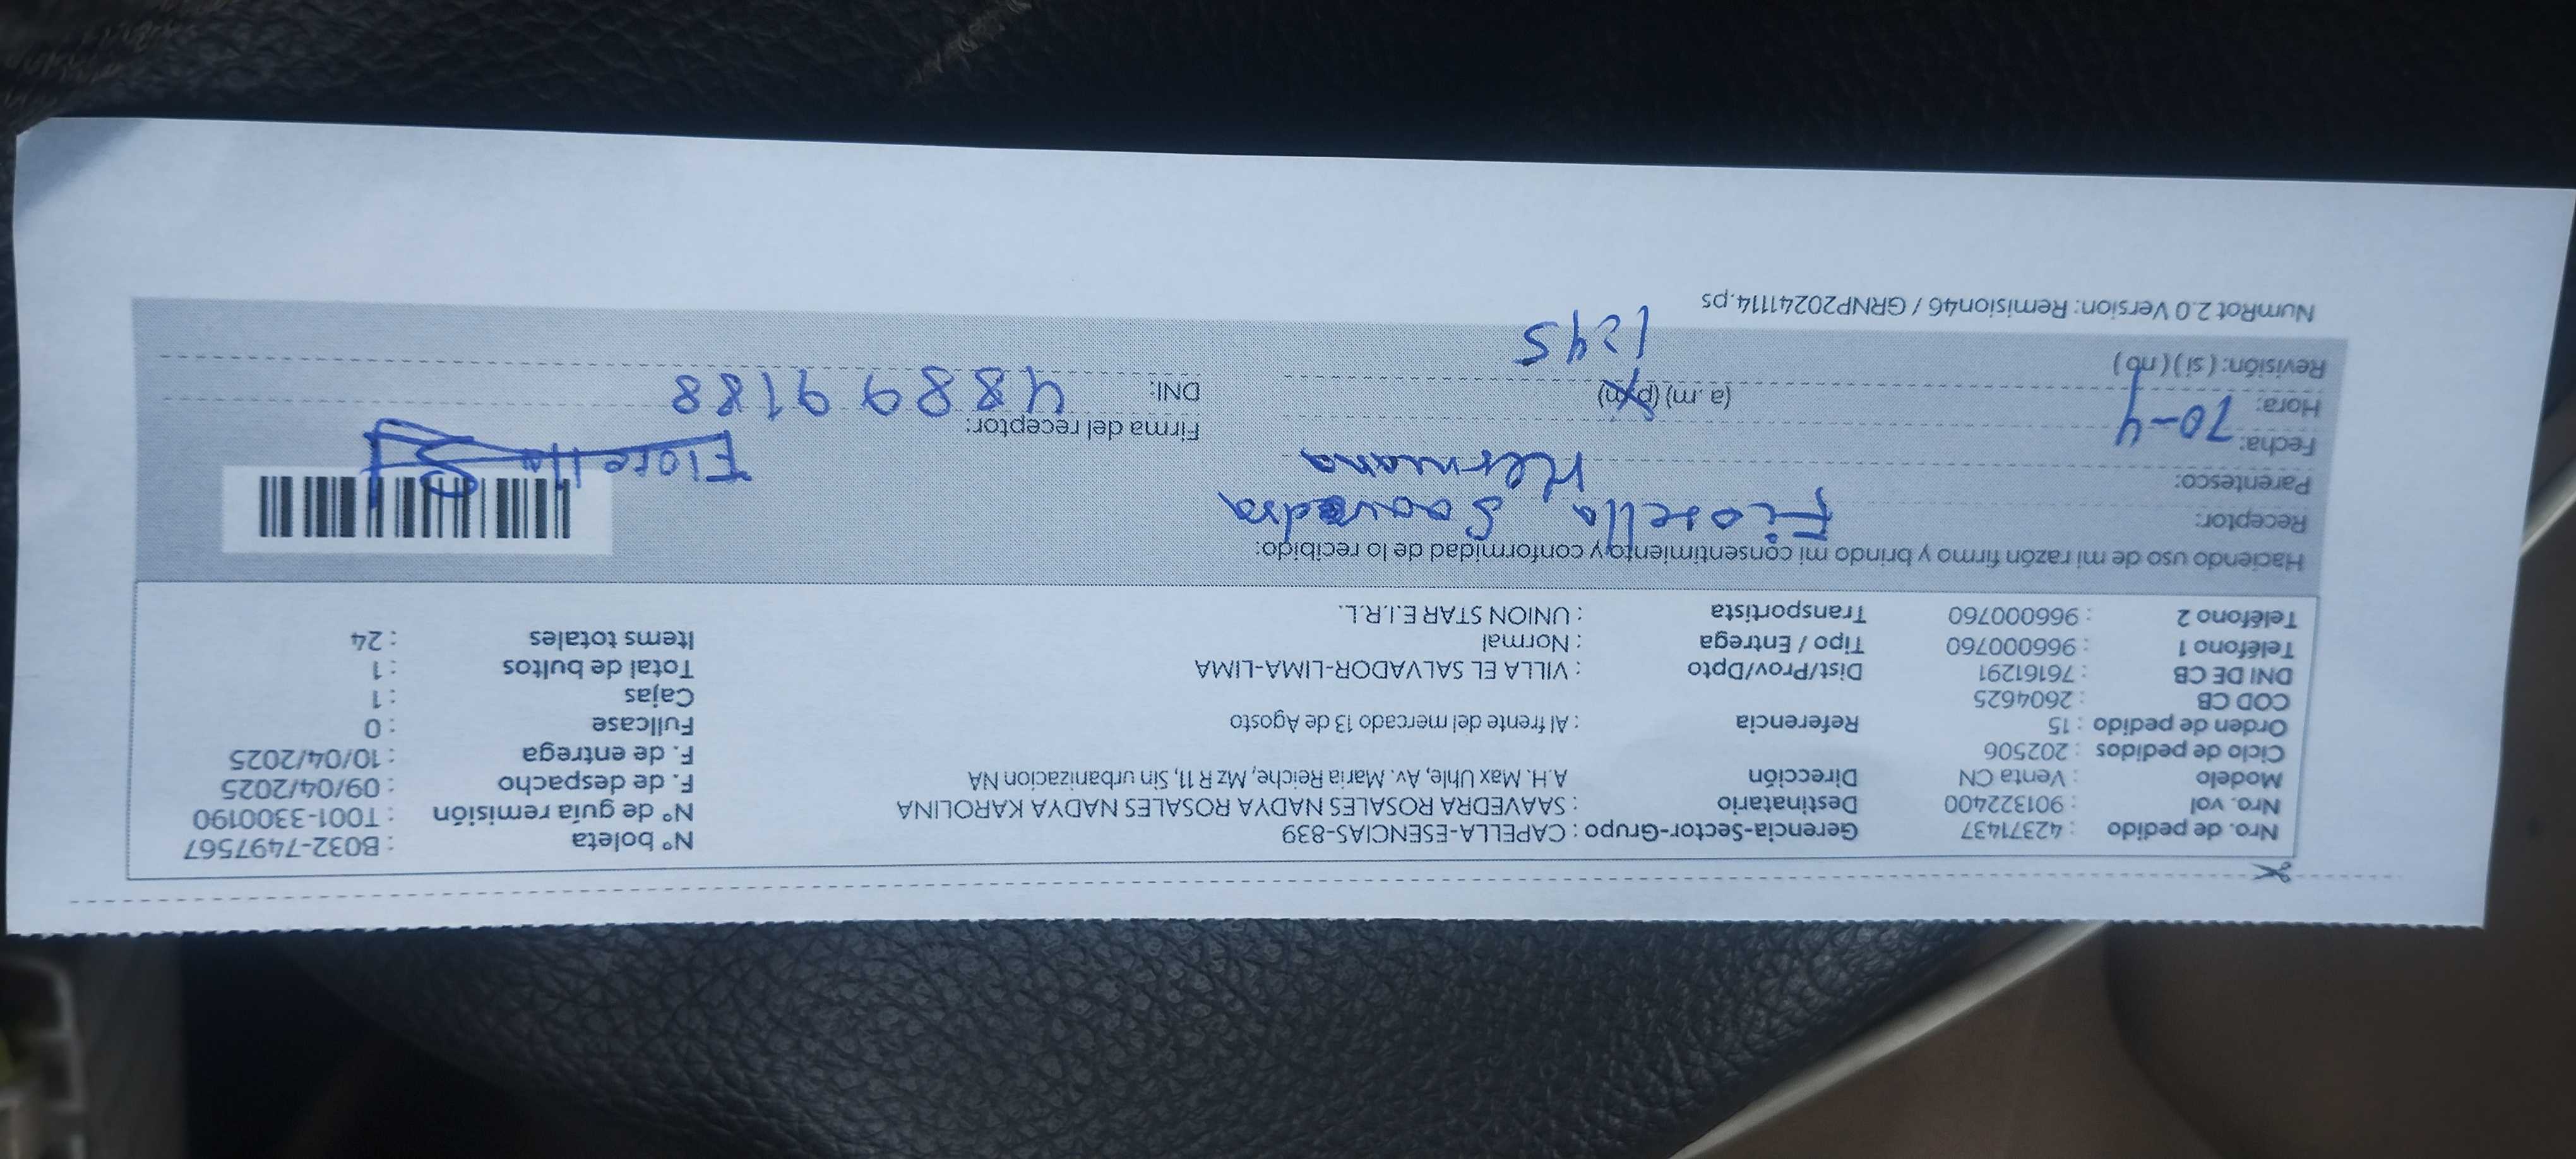 Nro. de pedido : 42371437 Gerencia-Sector-Grupo : CAPELLA-ESENCIAS-839 N° boleta : B032-7497567
Nro. vol : 901322400 Destinatario : SAAVEDRA ROSALES NADYA ROSALES NADYA KAROLINA N° de guía remisión : T001-3300190
Modelo : Venta CN Dirección A.H. Max Uhle, Av. Maria Reiche, Mz R 11, Sin urbanizacion NA F. de despacho : 09/04/2025
Ciclo de pedidos : 202506 F. de entrega : 10/04/2025
Orden de pedido : 15 Referencia : Al frente del mercado 13 de Agosto Fullcase : 0
COD CB : 2604625 Cajas : 1
DNI DE CB : 76161291 Dist/Prov/Dpto : VILLA EL SALVADOR-LIMA-LIMA Total de bultos : 1
Teléfono 1 : 966000760 Tipo / Entrega : Normal Items totales : 24
Teléfono 2 : 966000760 Transportista : UNION STAR E.I.R.L.
Haciendo uso de mi razón firmo y brindo mi consentimiento y conformidad de lo recibido:
Receptor: Fiorella Saavedra
Parentesco: Hermana
Fecha: 10-4 Firma del receptor: Fiorella
Hora: (a.m) (p.m) DNI: 48899188
1245
Revisión: (si) (no)
NumRot 2.0 Version: Remision46 / GRNP20241114.ps